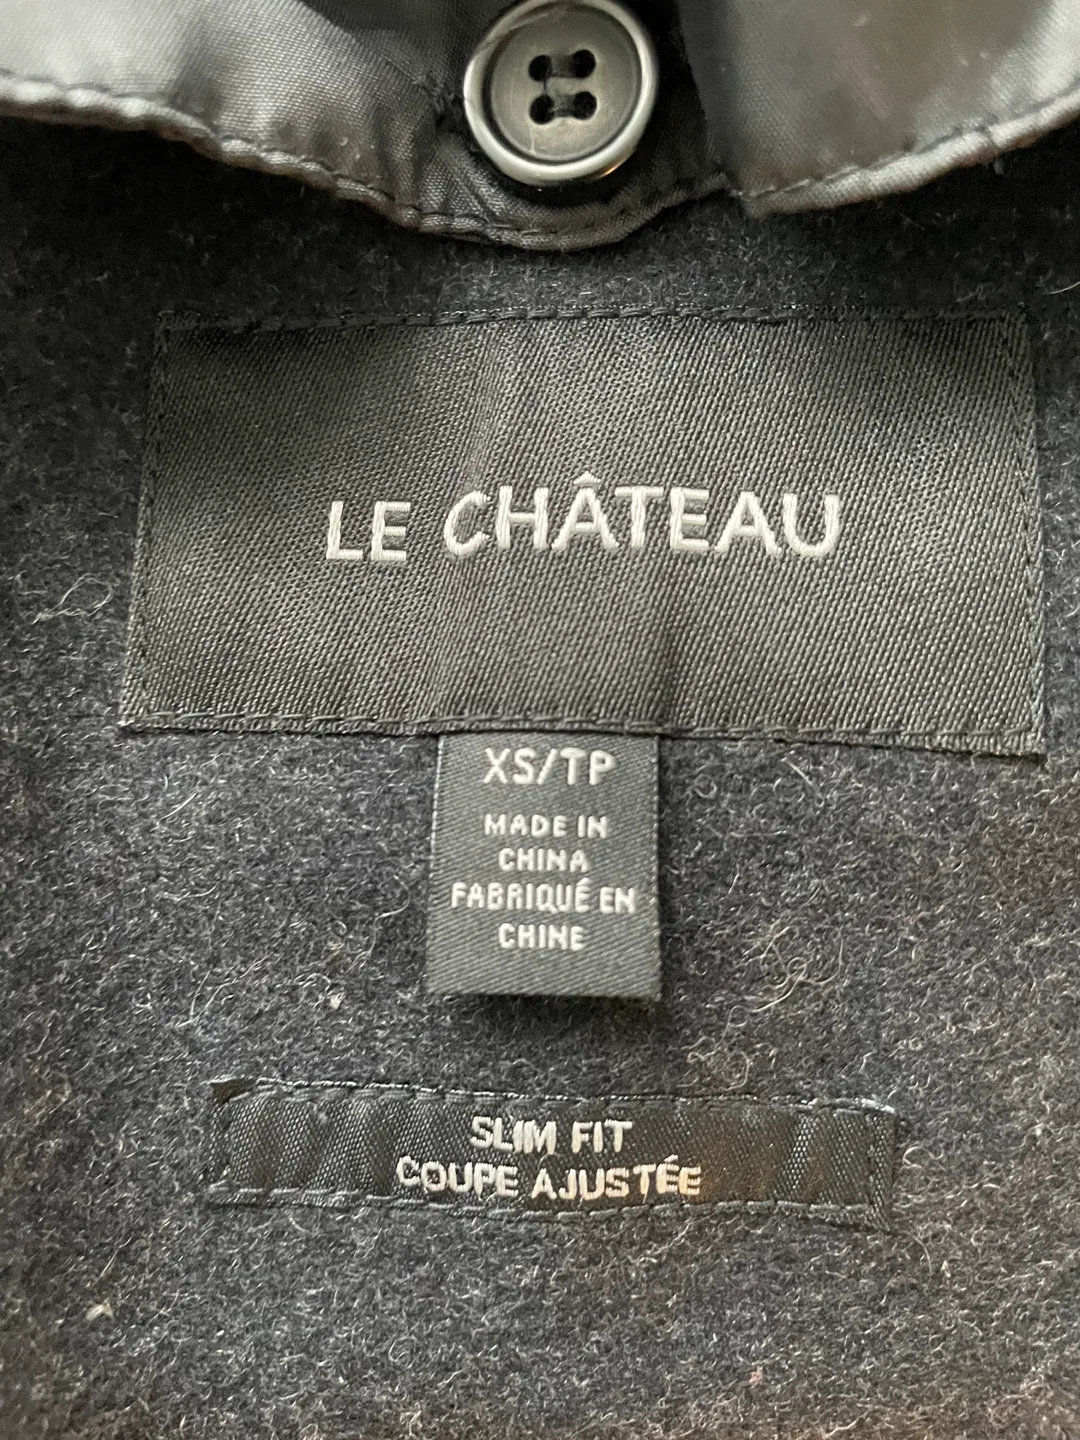 LE CHÂTEAU
XS/TP
MADE IN
CHINA
FABRIQUÉ EN
CHINE
SLIM FIT
COUPE AJUSTÉE